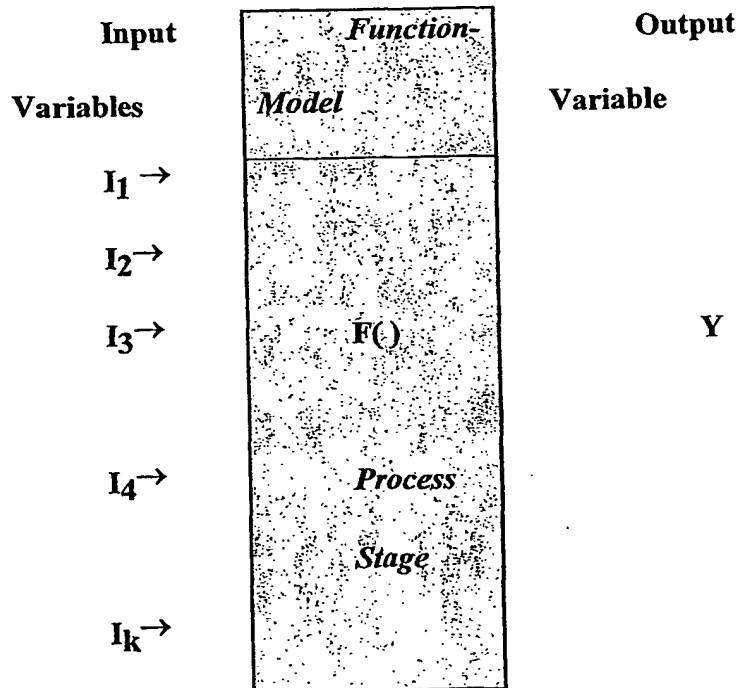 Input Function- Output
Variables Model Variable
I1 →
I2 →
I3 → F( ) Y
I4 → Process
Stage
Ik →